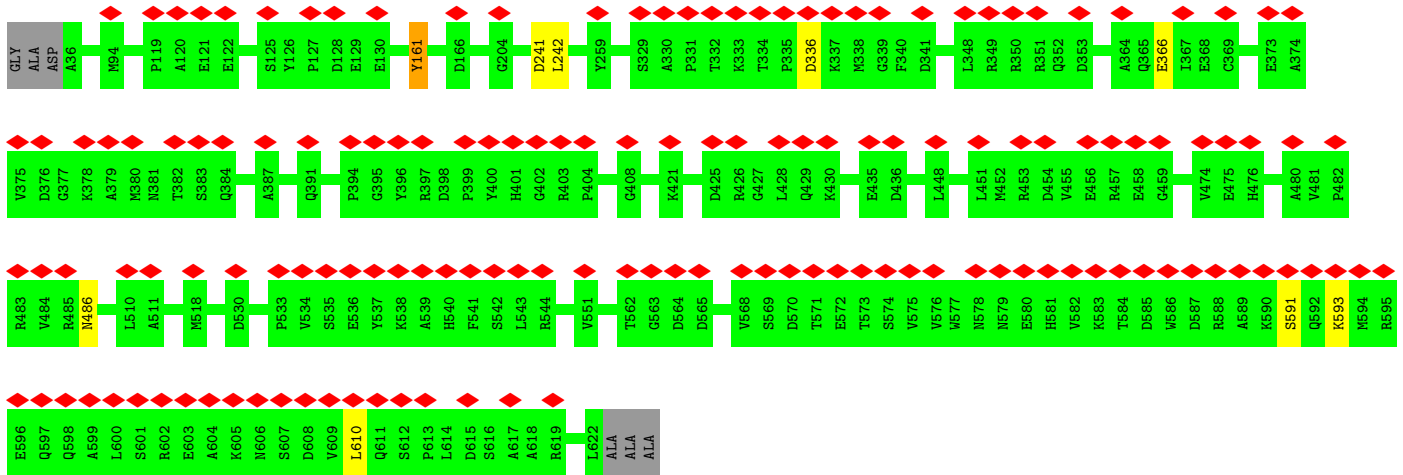 GLY ALA ASP A36 M94 P119 A120 E121 E122 S125 Y126 P127 D128 E129 E130 Y161 D166 G204 D241 L242 Y259 S329 A330 P331 T332 K333 T334 P335 D336 K337 M338 G339 F340 D341 L348 R349 R350 R351 Q352 D353 A364 Q365 E366 I367 E368 C369 E373 A374
V375 D376 G377 K378 A379 M380 N381 T382 S383 Q384 A387 Q391 P394 G395 Y396 R397 D398 P399 Y400 H401 G402 R403 P404 G408 K421 D425 R426 G427 L428 Q429 K430 E435 D436 L448 L451 M452 R453 D454 V455 E456 R457 E458 G459 V474 E475 H476 A480 V481 P482
R483 V484 R485 N486 L510 A511 M518 D530 P533 V534 S535 E536 Y537 K538 A539 H540 F541 S542 L543 R544 V551 T562 G563 D564 D565 V568 S569 D570 T571 E572 T573 S574 V575 V576 W577 N578 N579 E580 H581 V582 K583 T584 D585 W586 D587 R588 A589 K590 S591 Q592 K593 M594 R595
E596 Q597 Q598 A599 L600 S601 R602 E603 A604 K605 N606 S607 D608 V609 L610 Q611 S612 P613 L614 D615 S616 A617 A618 R619 L622 ALA ALA ALA